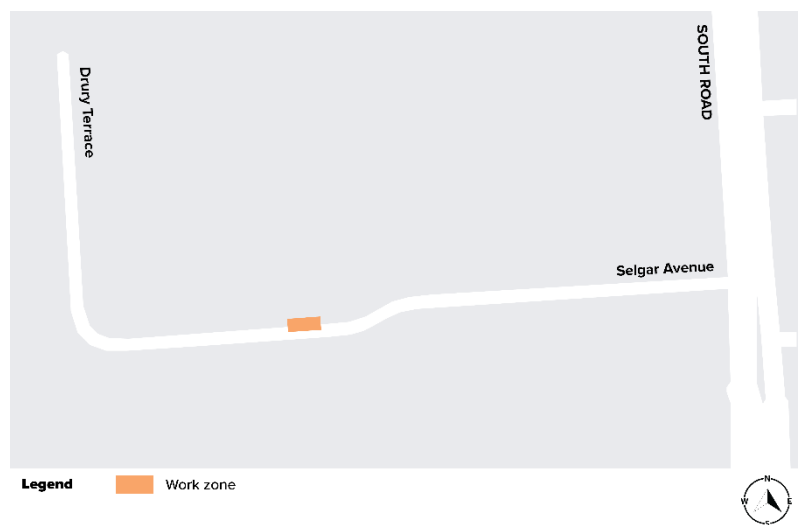 SOUTH ROAD
Drury Terrace
Selgar Avenue
Legend
Work zone
N
W E
S